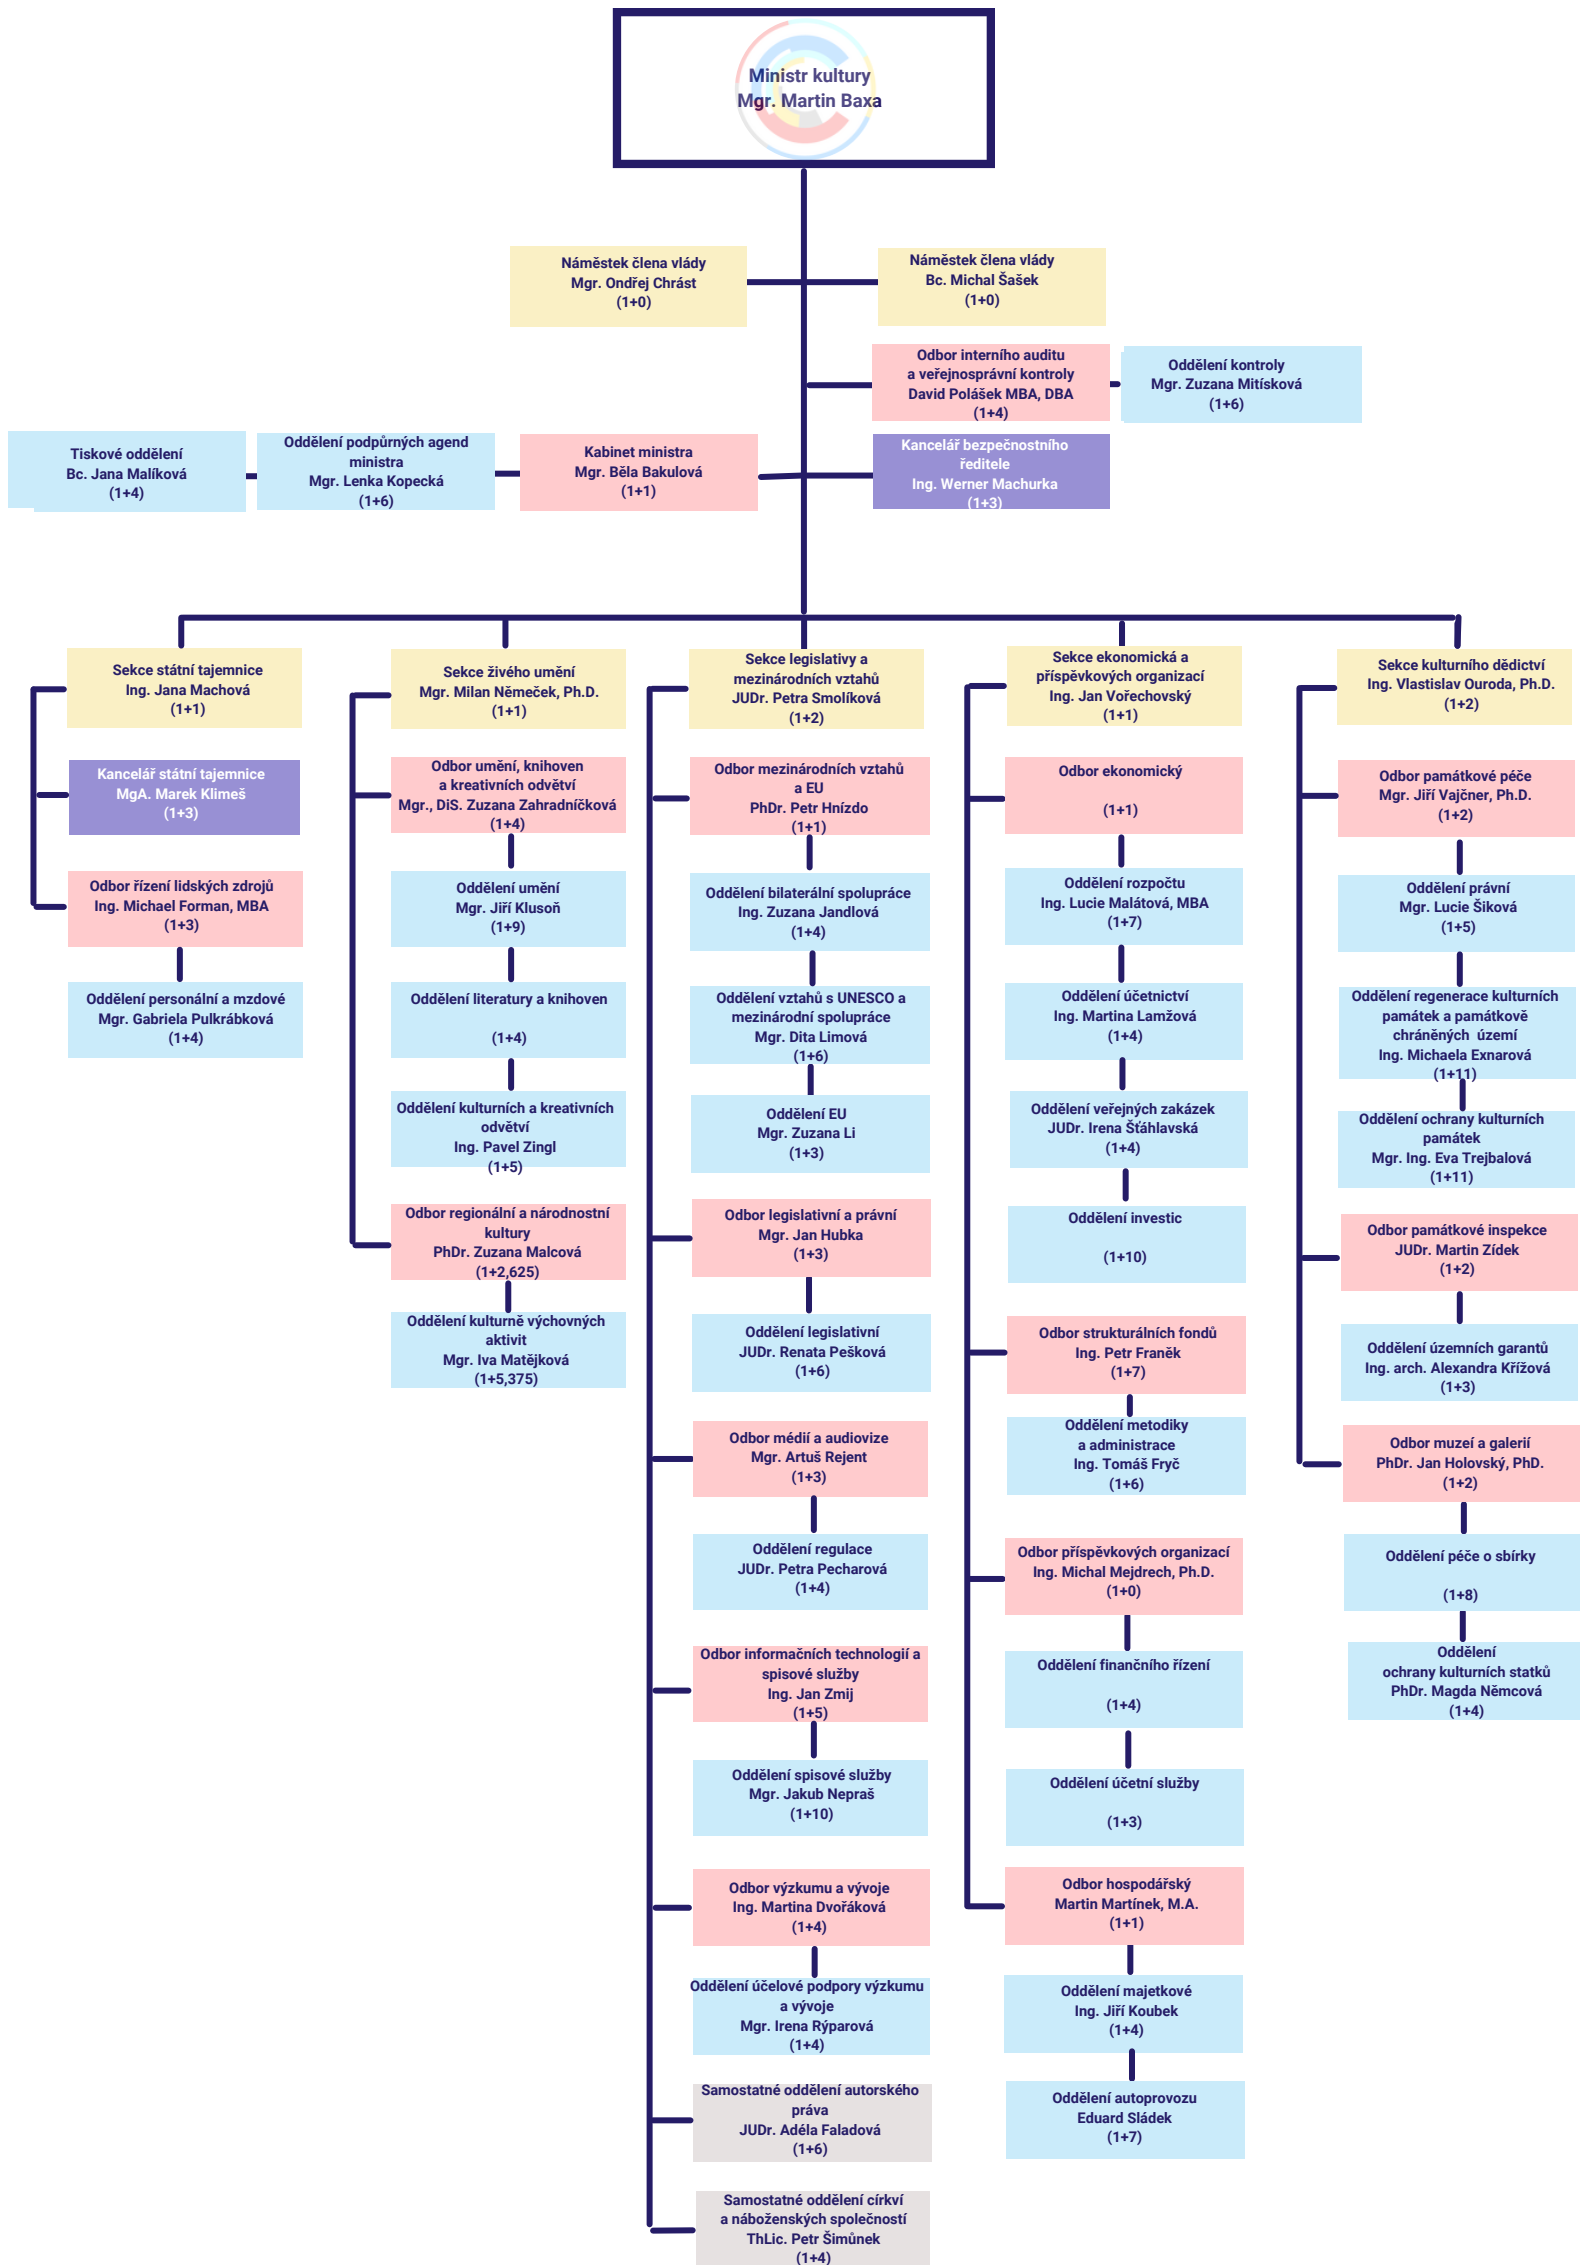 Ministr kultury
Mgr. Martin Baxa
Náměstek člena vlády
Mgr. Ondřej Chrást
(1+0)
Náměstek člena vlády
Bc. Michal Šašek
(1+0)
Odbor interního auditu
a veřejnosprávní kontroly
David Polášek MBA, DBA
(1+4)
Oddělení kontroly
Mgr. Zuzana Mitísková
(1+6)
Tiskové oddělení
Bc. Jana Malíková
(1+4)
Oddělení podpůrných agend
ministra
Mgr. Lenka Kopecká
(1+6)
Kabinet ministra
Mgr. Běla Bakulová
(1+1)
Kancelář bezpečnostního
ředitele
Ing. Werner Machurka
(1+3)
Sekce státní tajemnice
Ing. Jana Machová
(1+1)
Kancelář státní tajemnice
MgA. Marek Klimeš
(1+3)
Odbor řízení lidských zdrojů
Ing. Michael Forman, MBA
(1+3)
Oddělení personální a mzdové
Mgr. Gabriela Pulkrábková
(1+4)
Sekce živého umění
Mgr. Milan Němeček, Ph.D.
(1+1)
Odbor umění, knihoven
a kreativních odvětví
Mgr., DiS. Zuzana Zahradníčková
(1+4)
Oddělení umění
Mgr. Jiří Klusoň
(1+9)
Oddělení literatury a knihoven
(1+4)
Oddělení kulturních a kreativních
odvětví
Ing. Pavel Zingl
(1+5)
Odbor regionální a národnostní
kultury
PhDr. Zuzana Malcová
(1+2,625)
Oddělení kulturně výchovných
aktivit
Mgr. Iva Matějková
(1+5,375)
Sekce legislativy a
mezinárodních vztahů
JUDr. Petra Smolíková
(1+2)
Odbor mezinárodních vztahů
a EU
PhDr. Petr Hnízdo
(1+1)
Oddělení bilaterální spolupráce
Ing. Zuzana Jandlová
(1+4)
Oddělení vztahů s UNESCO a
mezinárodní spolupráce
Mgr. Dita Limová
(1+6)
Oddělení EU
Mgr. Zuzana Li
(1+3)
Odbor legislativní a právní
Mgr. Jan Hubka
(1+3)
Oddělení legislativní
JUDr. Renata Pešková
(1+6)
Odbor médií a audiovize
Mgr. Artuš Rejent
(1+3)
Oddělení regulace
JUDr. Petra Pecharová
(1+4)
Odbor informačních technologií a
spisové služby
Ing. Jan Zmij
(1+5)
Oddělení spisové služby
Mgr. Jakub Nepraš
(1+10)
Odbor výzkumu a vývoje
Ing. Martina Dvořáková
(1+4)
Oddělení účelové podpory výzkumu
a vývoje
Mgr. Irena Rýparová
(1+4)
Samostatné oddělení autorského
práva
JUDr. Adéla Faladová
(1+6)
Samostatné oddělení církví
a náboženských společností
ThLic. Petr Šimůnek
(1+4)
Sekce ekonomická a
příspěvkových organizací
Ing. Jan Vořechovský
(1+1)
Odbor ekonomický
(1+1)
Oddělení rozpočtu
Ing. Lucie Malátová, MBA
(1+7)
Oddělení účetnictví
Ing. Martina Lamžová
(1+4)
Oddělení veřejných zakázek
JUDr. Irena Šťáhlavská
(1+4)
Oddělení investic
(1+10)
Odbor strukturálních fondů
Ing. Petr Franěk
(1+7)
Oddělení metodiky
a administrace
Ing. Tomáš Fryč
(1+6)
Odbor příspěvkových organizací
Ing. Michal Mejdrech, Ph.D.
(1+0)
Oddělení finančního řízení
(1+4)
Oddělení účetní služby
(1+3)
Odbor hospodářský
Martin Martínek, M.A.
(1+1)
Oddělení majetkové
Ing. Jiří Koubek
(1+4)
Oddělení autoprovozu
Eduard Sládek
(1+7)
Sekce kulturního dědictví
Ing. Vlastislav Ouroda, Ph.D.
(1+2)
Odbor památkové péče
Mgr. Jiří Vajčner, Ph.D.
(1+2)
Oddělení právní
Mgr. Lucie Šiková
(1+5)
Oddělení regenerace kulturních
památek a památkově
chráněných území
Ing. Michaela Exnarová
(1+11)
Oddělení ochrany kulturních
památek
Mgr. Ing. Eva Trejbalová
(1+11)
Odbor památkové inspekce
JUDr. Martin Zídek
(1+2)
Oddělení územních garantů
Ing. arch. Alexandra Křížová
(1+3)
Odbor muzeí a galerií
PhDr. Jan Holovský, PhD.
(1+2)
Oddělení péče o sbírky
(1+8)
Oddělení
ochrany kulturních statků
PhDr. Magda Němcová
(1+4)